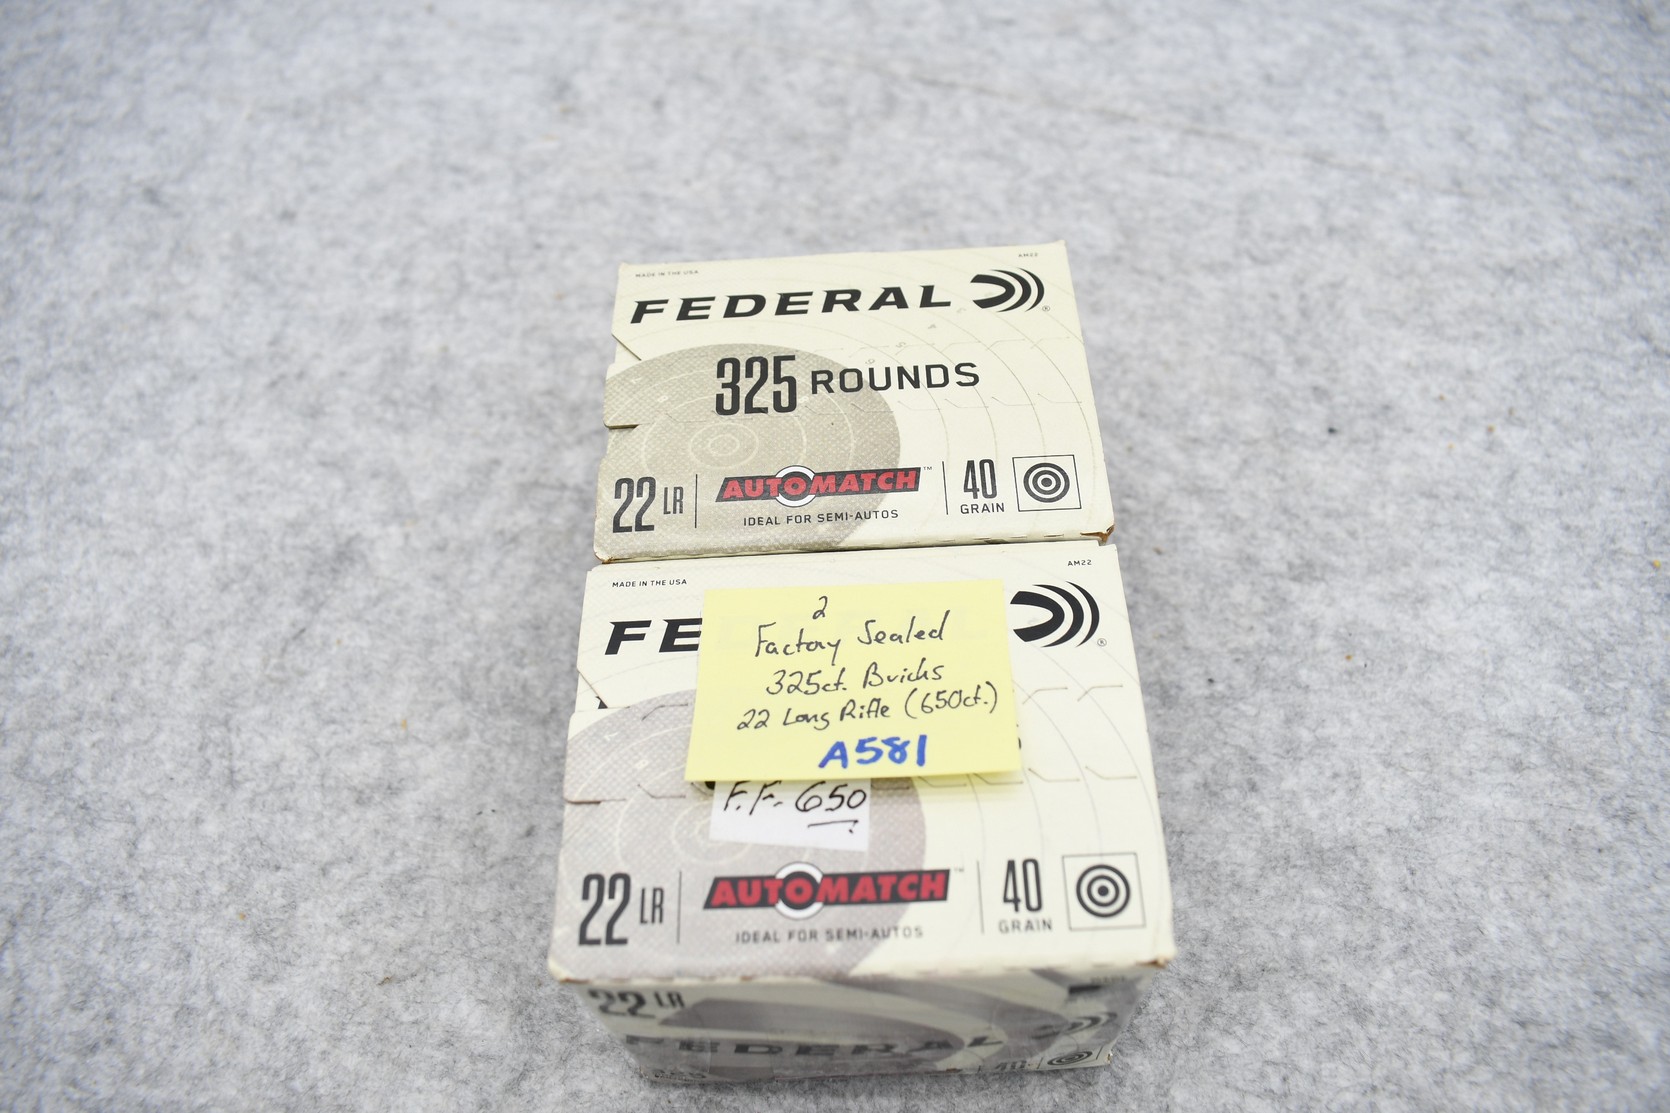 MADE IN THE USA
AM22
FEDERAL
325 ROUNDS
22 LR
AUTOMATCH™
IDEAL FOR SEMI-AUTOS
40
GRAIN
MADE IN THE USA
AM22
FE
2
Factory Sealed
325ct. Bricks
22 Long Rifle (650ct.)
A581
F.F. 650
22 LR
AUTOMATCH™
IDEAL FOR SEMI-AUTOS
40
GRAIN
22 LR
FEDERAL